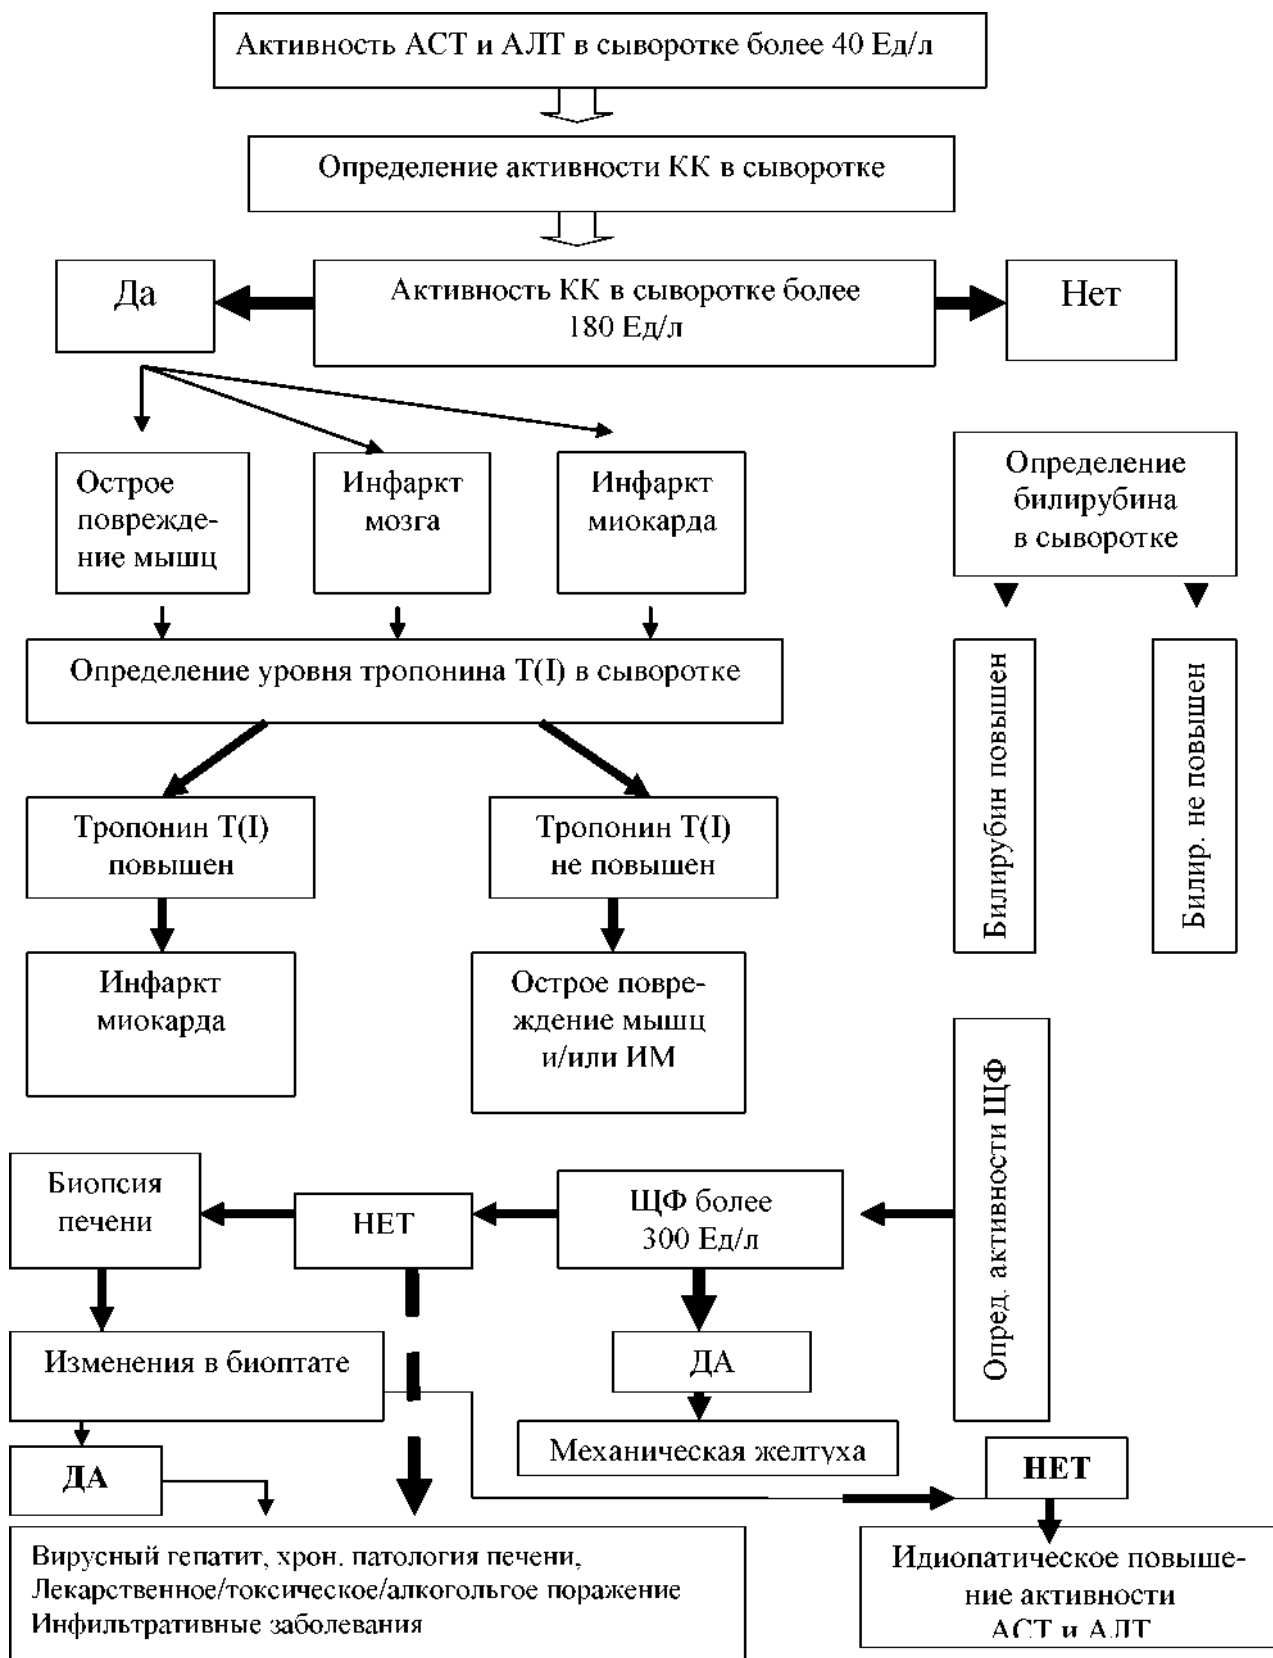 Активность АСТ и АЛТ в сыворотке более 40 Ед/л
Определение активности КК в сыворотке
Да
Активность КК в сыворотке более
180 Ед/л
Нет
Острое
поврежде-
ние мышц
Инфаркт
мозга
Инфаркт
миокарда
Определение
билирубина
в сыворотке
Определение уровня тропонина Т(I) в сыворотке
Билирубин повышен
Билир. не повышен
Тропонин Т(I)
повышен
Тропонин Т(I)
не повышен
Инфаркт
миокарда
Острое повре-
ждение мышц
и/или ИМ
Опред. активности ЩФ
Биопсия
печени
НЕТ
ЩФ более
300 Ед/л
Изменения в биоптате
ДА
Механическая желтуха
ДА
НЕТ
Вирусный гепатит, хрон. патология печени,
Лекарственное/токсическое/алкогольгое поражение
Инфильтративные заболевания
Идиопатическое повыше-
ние активности
АСТ и АЛТ